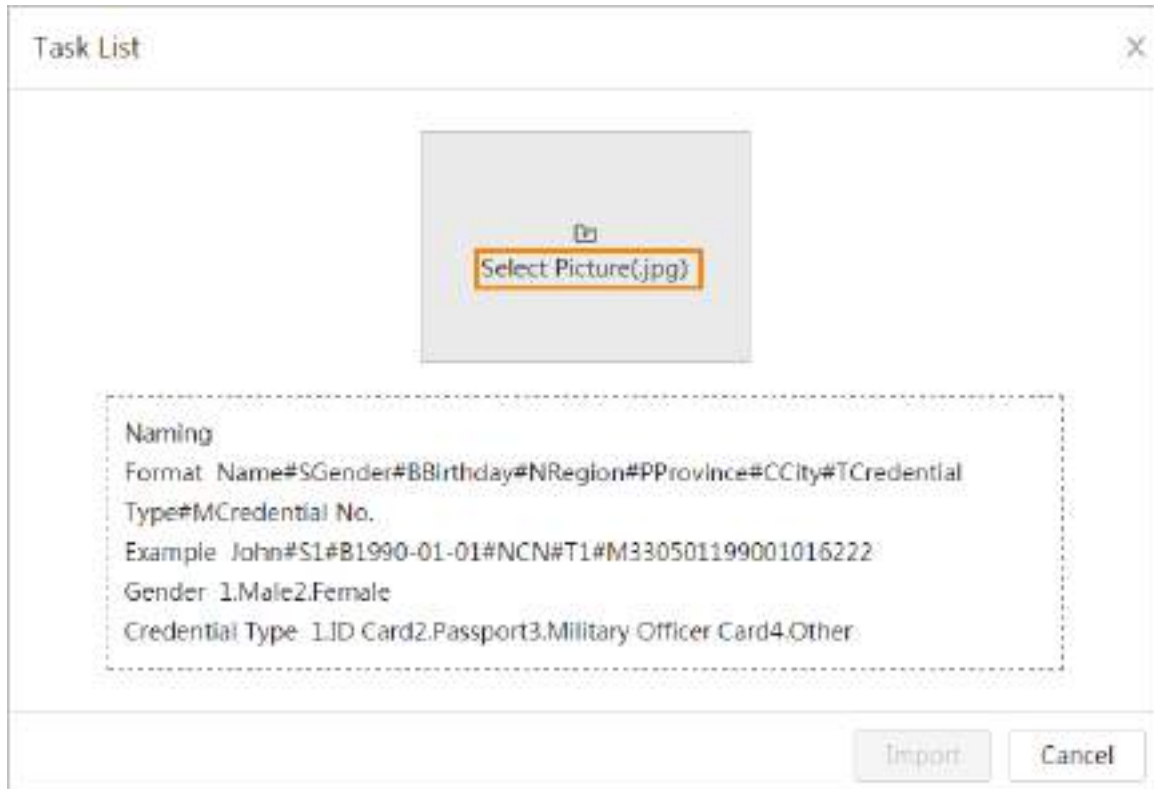 Task List
Select Picture(.jpg)
Naming
Format Name#SGender#BBirthday#NRegion#PProvince#CCity#TCredential
Type#MCredential No.
Example John#S1#B1990-01-01#NCN#T1#M330501199001016222
Gender 1.Male2.Female
Credential Type 1.ID Card2.Passport3.Military Officer Card4.Other
Import Cancel